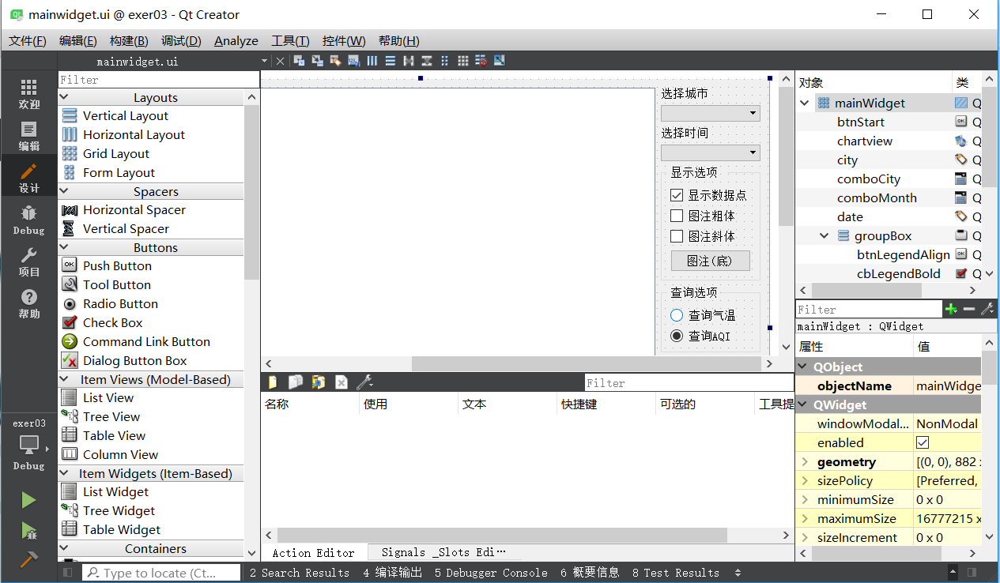 mainwidget.ui @ exer03 - Qt Creator
文件(F) 编辑(E) 构建(B) 调试(D) Analyze 工具(T) 控件(W) 帮助(H)
mainwidget.ui
欢迎
编辑
设计
Debug
项目
帮助
exer03
Debug
Filter
Layouts
Vertical Layout
Horizontal Layout
Grid Layout
Form Layout
Spacers
Horizontal Spacer
Vertical Spacer
Buttons
Push Button
Tool Button
Radio Button
Check Box
Command Link Button
Dialog Button Box
Item Views (Model-Based)
List View
Tree View
Table View
Column View
Item Widgets (Item-Based)
List Widget
Tree Widget
Table Widget
Containers
选择城市
选择时间
显示选项
显示数据点
图注粗体
图注斜体
图注(底)
查询选项
查询气温
查询AQI
Filter
名称 使用 文本 快捷键 可选的 工具提
Action Editor Signals _Slots Edi…
对象 类
mainWidget Q
btnStart Q
chartview Q
city Q
comboCity Q
comboMonth Q
date Q
groupBox Q
btnLegendAlign Q
cbLegendBold Q
Filter
mainWidget : QWidget
属性 值
QObject
objectName mainWidge
QWidget
windowModal... NonModal
enabled
geometry [(0, 0), 882 x
sizePolicy [Preferred,
minimumSize 0 x 0
maximumSize 16777215 x
sizeIncrement 0 x 0
Type to locate (Ct... 2 Search Results 4 编译输出 5 Debugger Console 6 概要信息 8 Test Results